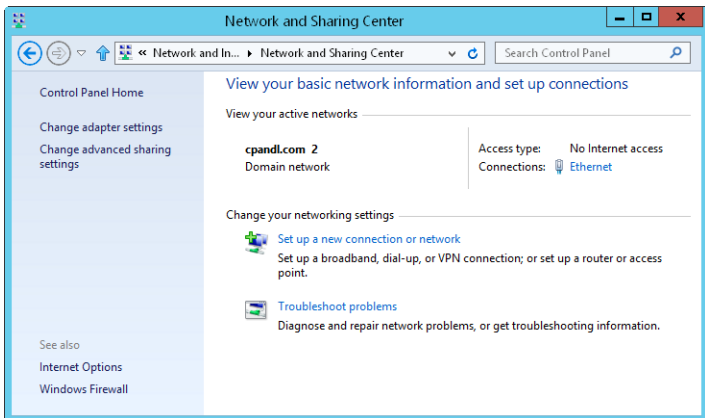 Network and Sharing Center
« Network and In... ▸ Network and Sharing Center
Search Control Panel
Control Panel Home
Change adapter settings
Change advanced sharing
settings
See also
Internet Options
Windows Firewall
View your basic network information and set up connections
View your active networks
cpandl.com 2
Domain network
Access type: No Internet access
Connections: Ethernet
Change your networking settings
Set up a new connection or network
Set up a broadband, dial-up, or VPN connection; or set up a router or access
point.
Troubleshoot problems
Diagnose and repair network problems, or get troubleshooting information.